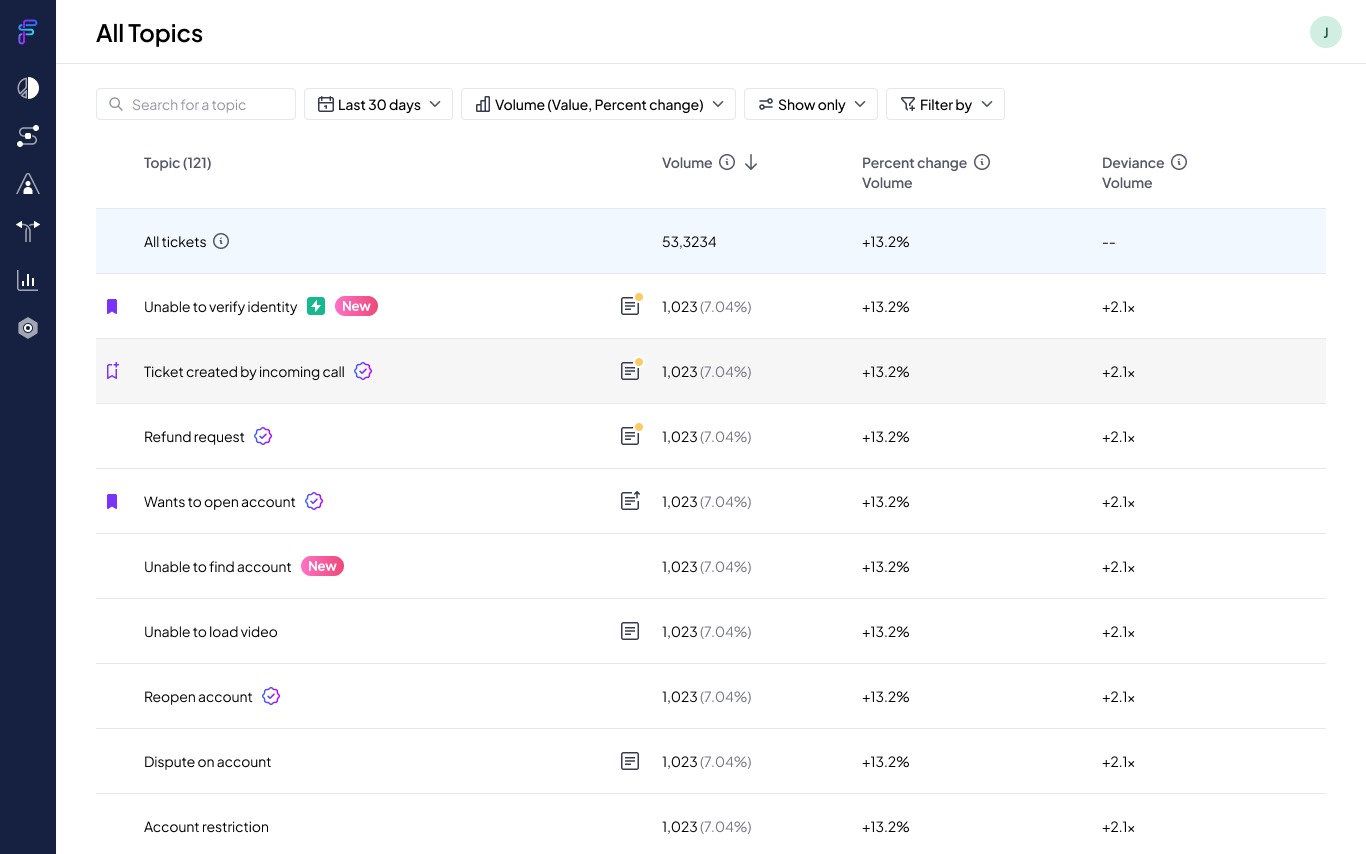 All Topics
J
Search for a topic
Last 30 days
Volume (Value, Percent change)
Show only
Filter by
Topic (121)
Volume
Percent change
Volume
Deviance
Volume
All tickets 53,3234 +13.2% --
Unable to verify identity New 1,023 (7.04%) +13.2% +2.1x
Ticket created by incoming call 1,023 (7.04%) +13.2% +2.1x
Refund request 1,023 (7.04%) +13.2% +2.1x
Wants to open account 1,023 (7.04%) +13.2% +2.1x
Unable to find account New 1,023 (7.04%) +13.2% +2.1x
Unable to load video 1,023 (7.04%) +13.2% +2.1x
Reopen account 1,023 (7.04%) +13.2% +2.1x
Dispute on account 1,023 (7.04%) +13.2% +2.1x
Account restriction 1,023 (7.04%) +13.2% +2.1x